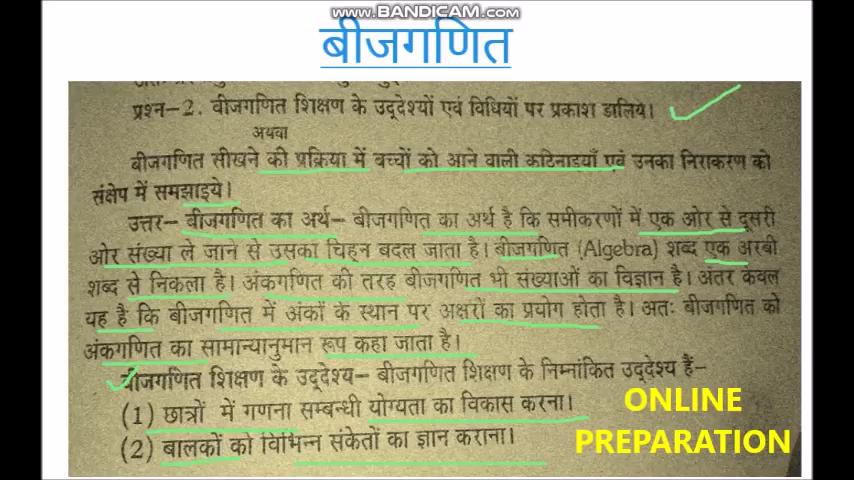 WWW.BANDICAM.COM
बीजगणित
प्रश्न-2. बीजगणित शिक्षण के उद्देश्यों एवं विधियों पर प्रकाश डालिये।
अथवा
बीजगणित सीखने की प्रक्रिया में बच्चों को आने वाली कठिनाइयाँ एवं उनका निराकरण को
संक्षेप में समझाइये।
उत्तर- बीजगणित का अर्थ- बीजगणित का अर्थ है कि समीकरणों में एक ओर से दूसरी
ओर संख्या ले जाने से उसका चिह्न बदल जाता है। बीजगणित (Algebra) शब्द एक अरबी
शब्द से निकला है। अंकगणित की तरह बीजगणित भी संख्याओं का विज्ञान है। अंतर केवल
यह है कि बीजगणित में अंकों के स्थान पर अक्षरों का प्रयोग होता है। अतः बीजगणित को
अंकगणित का सामान्यानुमान रूप कहा जाता है।
बीजगणित शिक्षण के उद्देश्य- बीजगणित शिक्षण के निम्नांकित उद्देश्य हैं-
(1) छात्रों में गणना सम्बन्धी योग्यता का विकास करना।
(2) बालकों को विभिन्न संकेतों का ज्ञान कराना।
ONLINE
PREPARATION